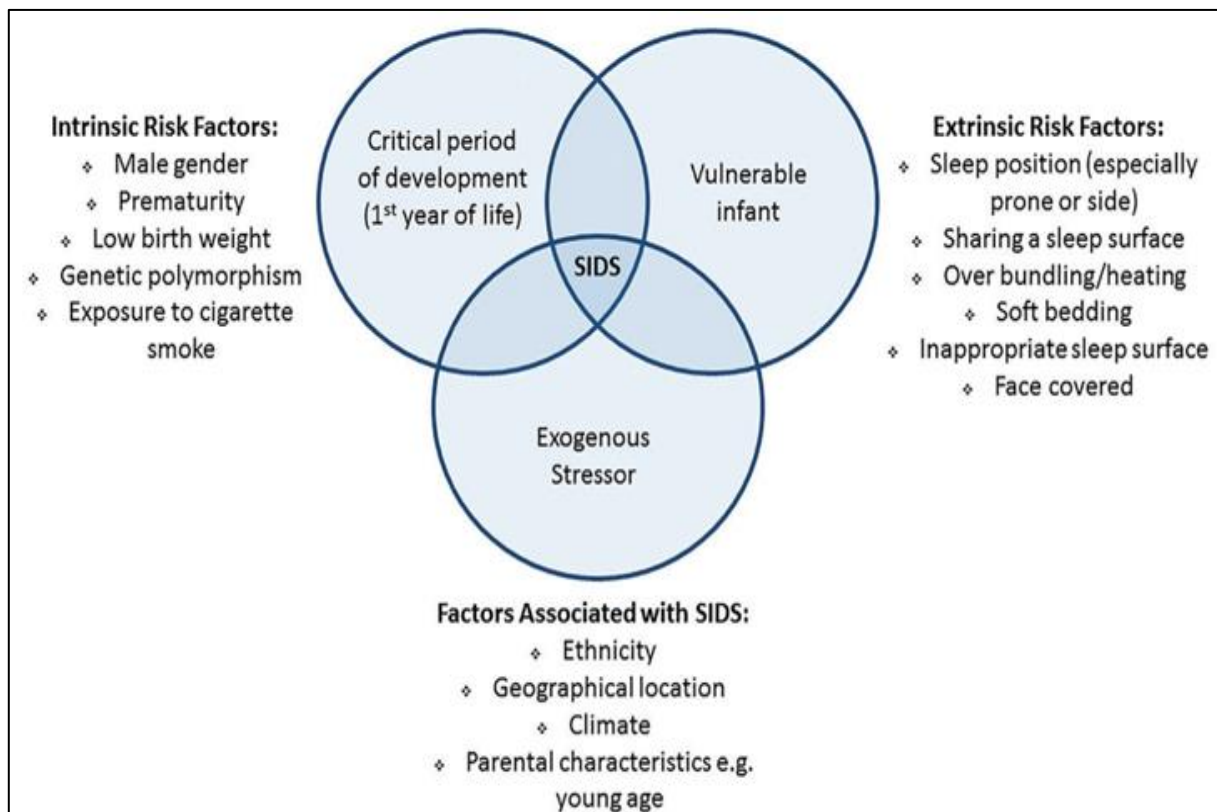 Critical period
of development
(1st year of life)
Vulnerable
infant
SIDS
Exogenous
Stressor
Intrinsic Risk Factors:
❖ Male gender
❖ Prematurity
❖ Low birth weight
❖ Genetic polymorphism
❖ Exposure to cigarette
smoke
Extrinsic Risk Factors:
❖ Sleep position (especially
prone or side)
❖ Sharing a sleep surface
❖ Over bundling/heating
❖ Soft bedding
❖ Inappropriate sleep surface
❖ Face covered
Factors Associated with SIDS:
❖ Ethnicity
❖ Geographical location
❖ Climate
❖ Parental characteristics e.g.
young age